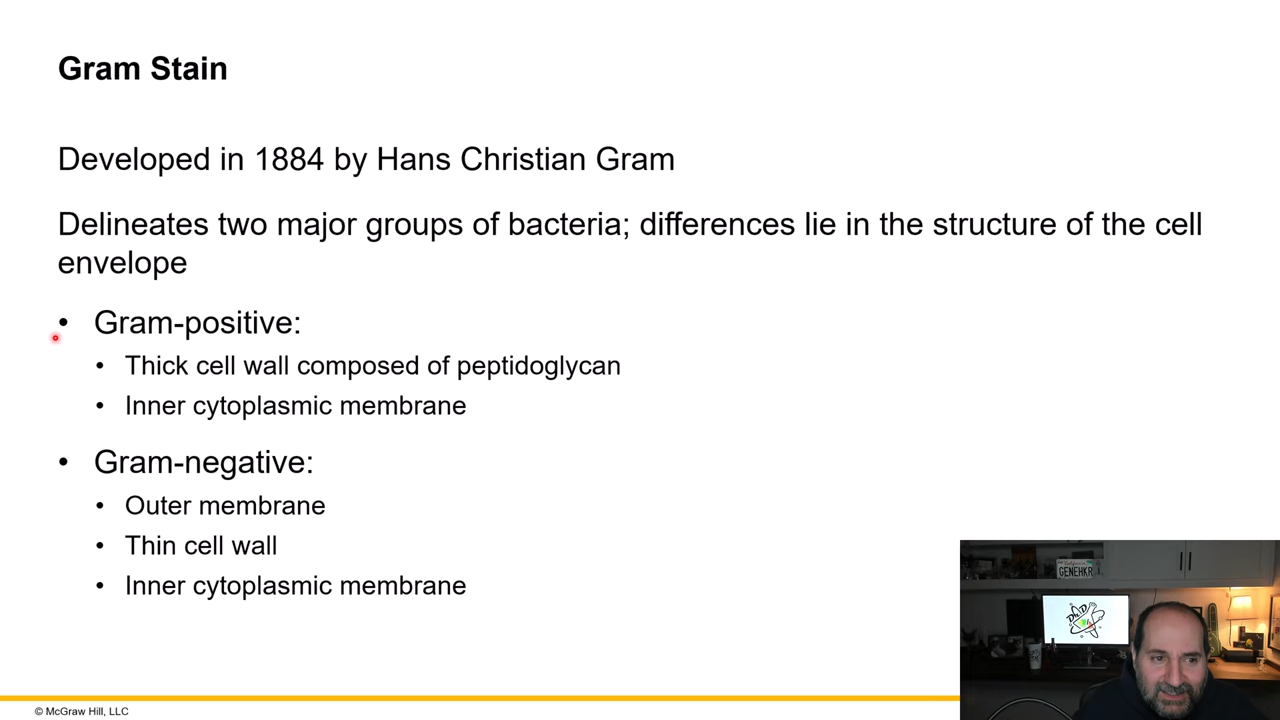 Gram Stain
Developed in 1884 by Hans Christian Gram
Delineates two major groups of bacteria; differences lie in the structure of the cell
envelope
• Gram-positive:
• Thick cell wall composed of peptidoglycan
• Inner cytoplasmic membrane
• Gram-negative:
• Outer membrane
• Thin cell wall
• Inner cytoplasmic membrane
GENEHKR
© McGraw Hill, LLC